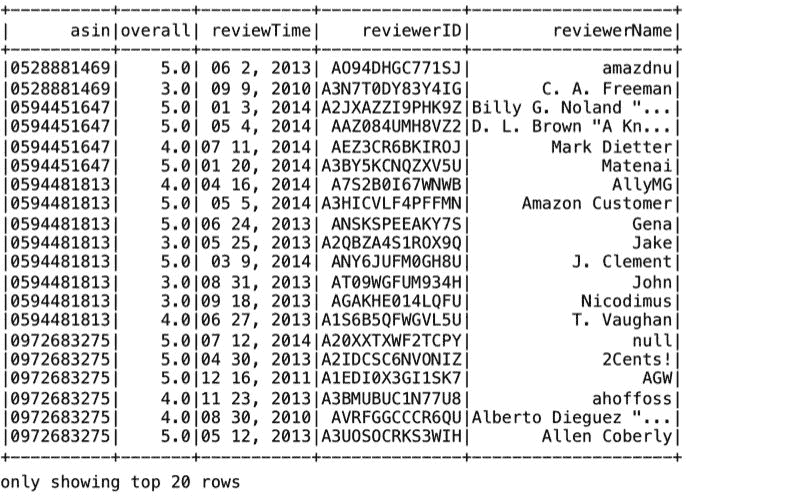 +----------+-------+-----------+--------------+--------------------+
|      asin|overall| reviewTime|    reviewerID|        reviewerName|
+----------+-------+-----------+--------------+--------------------+
|0528881469|    5.0| 06 2, 2013| AO94DHGC771SJ|             amazdnu|
|0528881469|    3.0| 09 9, 2010|A3N7T0DY83Y4IG|       C. A. Freeman|
|0594451647|    5.0| 01 3, 2014|A2JXAZZI9PHK9Z|Billy G. Noland "...|
|0594451647|    5.0| 05 4, 2014| AAZ084UMH8VZ2|D. L. Brown "A Kn...|
|0594451647|    4.0|07 11, 2014| AEZ3CR6BKIROJ|       Mark Dietter|
|0594451647|    5.0|01 20, 2014|A3BY5KCNQZXV5U|             Matenai|
|0594481813|    4.0|04 16, 2014| A7S2B0I67WNWB|              AllyMG|
|0594481813|    5.0| 05 5, 2014|A3HICVLF4PFFMN|     Amazon Customer|
|0594481813|    5.0|06 24, 2013| ANSKSPEEAKY7S|                Gena|
|0594481813|    3.0|05 25, 2013|A2QBZA4S1ROX9Q|                Jake|
|0594481813|    5.0| 03 9, 2014| ANY6JUFM0GH8U|          J. Clement|
|0594481813|    3.0|08 31, 2013| AT09WGFUM934H|                John|
|0594481813|    3.0|09 18, 2013| AGAKHE014LQFU|           Nicodimus|
|0594481813|    4.0|06 27, 2013|A1S6B5QFWGVL5U|          T. Vaughan|
|0972683275|    5.0|07 12, 2014|A20XXTXWF2TCPY|                null|
|0972683275|    5.0|04 30, 2013|A2IDCSC6NVONIZ|             2Cents!|
|0972683275|    5.0|12 16, 2011|A1EDI0X3GI1SK7|                 AGW|
|0972683275|    4.0|11 23, 2013|A3BMUBUC1N77U8|            ahoffoss|
|0972683275|    4.0|08 30, 2010| AVRFGGCCCR6QU|Alberto Dieguez "...|
|0972683275|    5.0|05 12, 2013|A3UOSOCRKS3WIH|       Allen Coberly|
+----------+-------+-----------+--------------+--------------------+
only showing top 20 rows